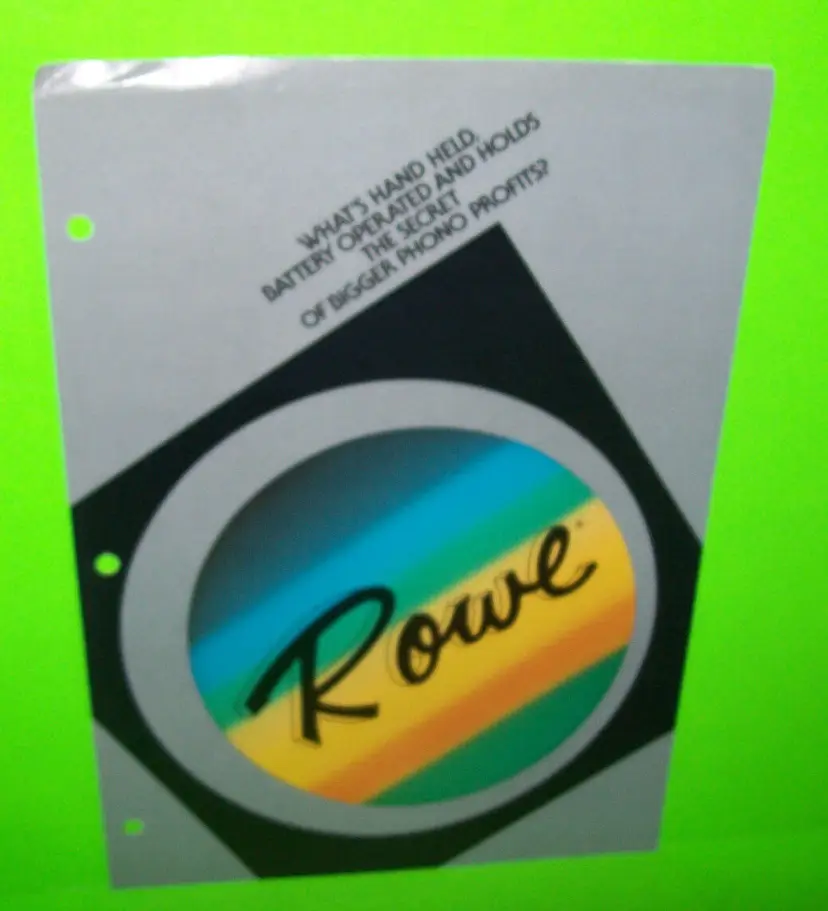 WHAT'S HAND HELD,
BATTERY OPERATED AND HOLDS
THE SECRET
OF BIGGER PHONO PROFITS?
Rowe